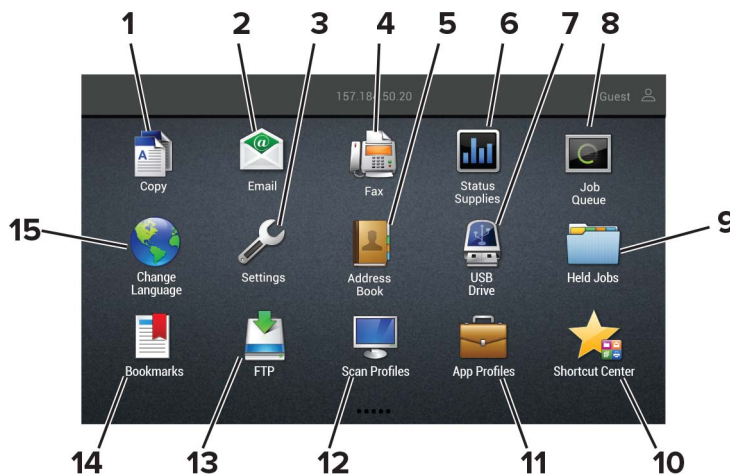 1 2 3 4 5 6 7 8
157.184.50.20 Guest
Copy Email Fax Status Job
Supplies Queue
15 9
Change Settings Address USB Held Jobs
Language Book Drive
Bookmarks FTP Scan Profiles App Profiles Shortcut Center
14 13 12 11 10